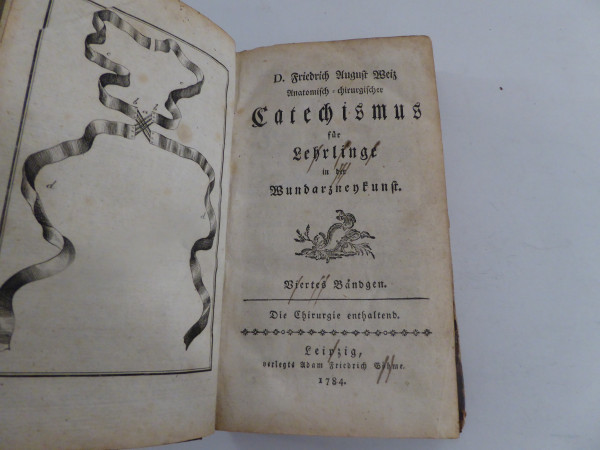 D. Friedrich August Weiz
Anatomisch-chirurgischer
Catechismus
für
Lehrlinge
in der
Wundarzneykunst.
Viertes Bändgen.
Die Chirurgie enthaltend.
Leipzig,
verlegts Adam Friedrich Böhme.
1784.